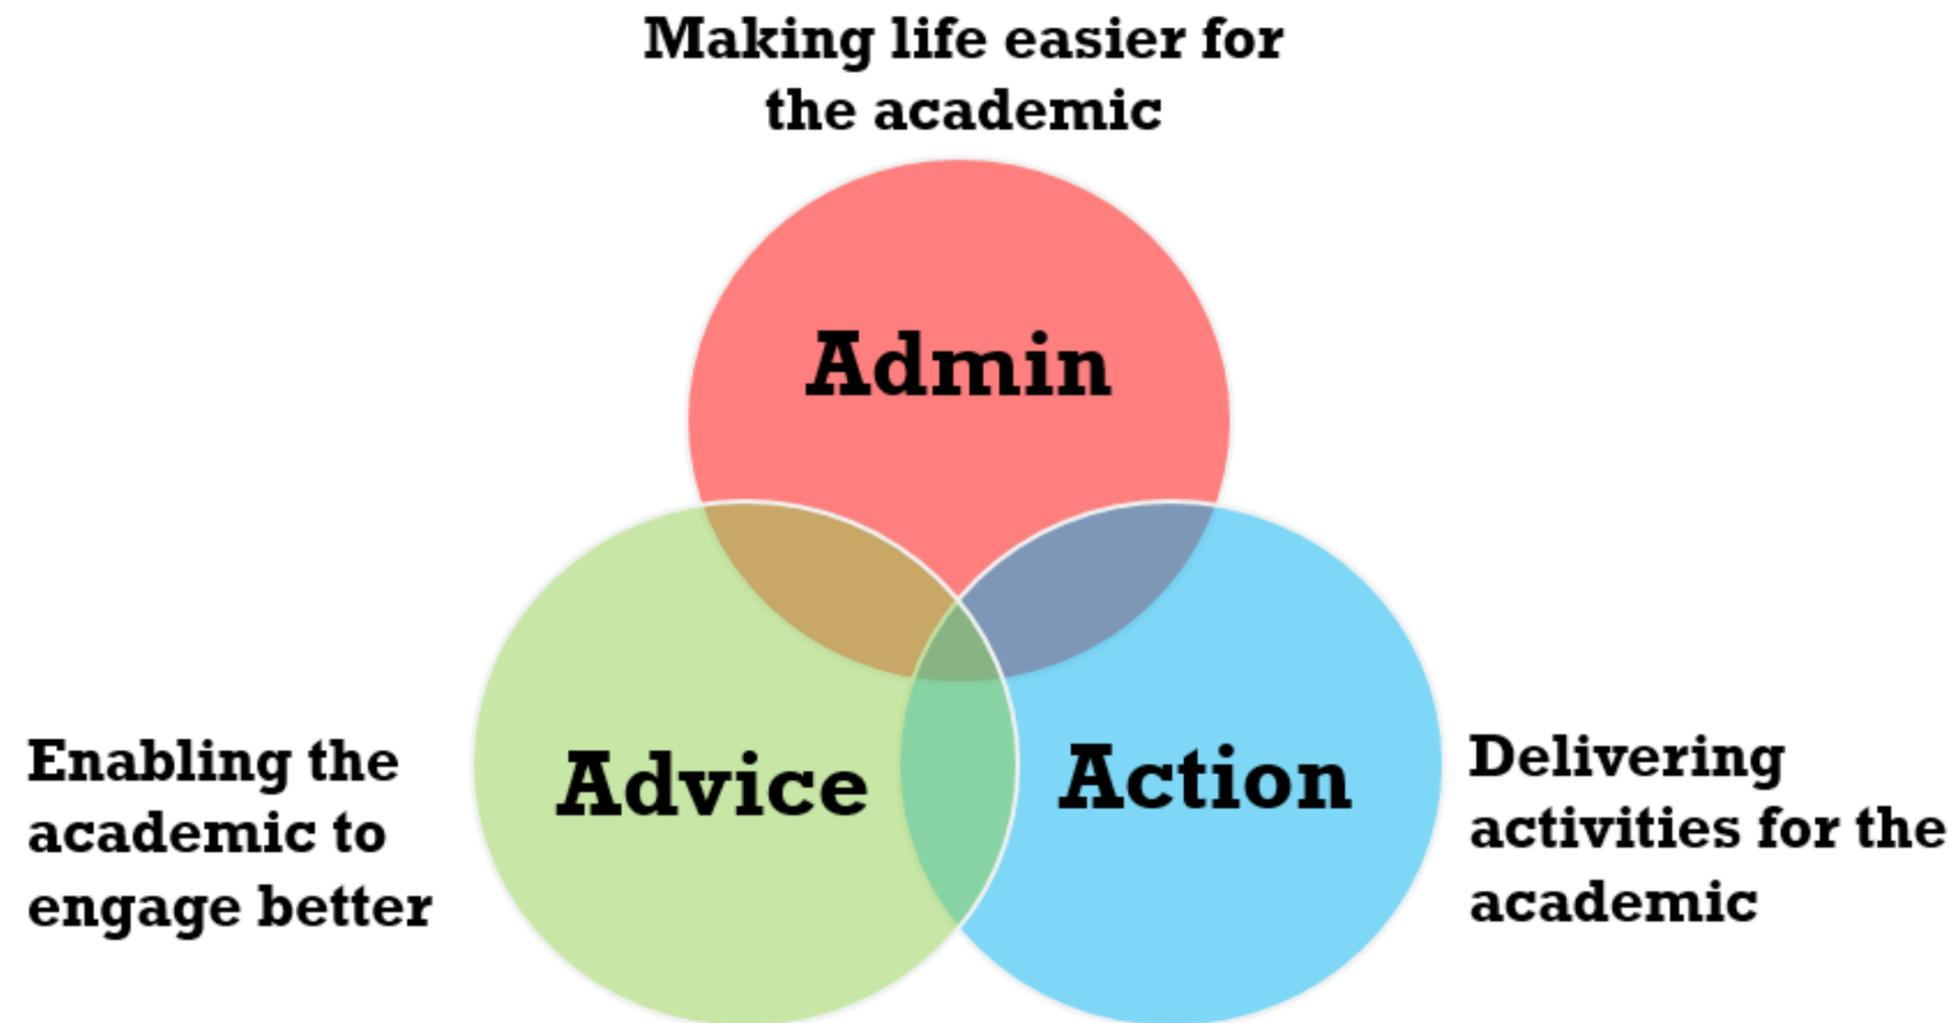 Making life easier for
the academic
Admin
Enabling the
academic to
engage better
Advice
Action
Delivering
activities for the
academic